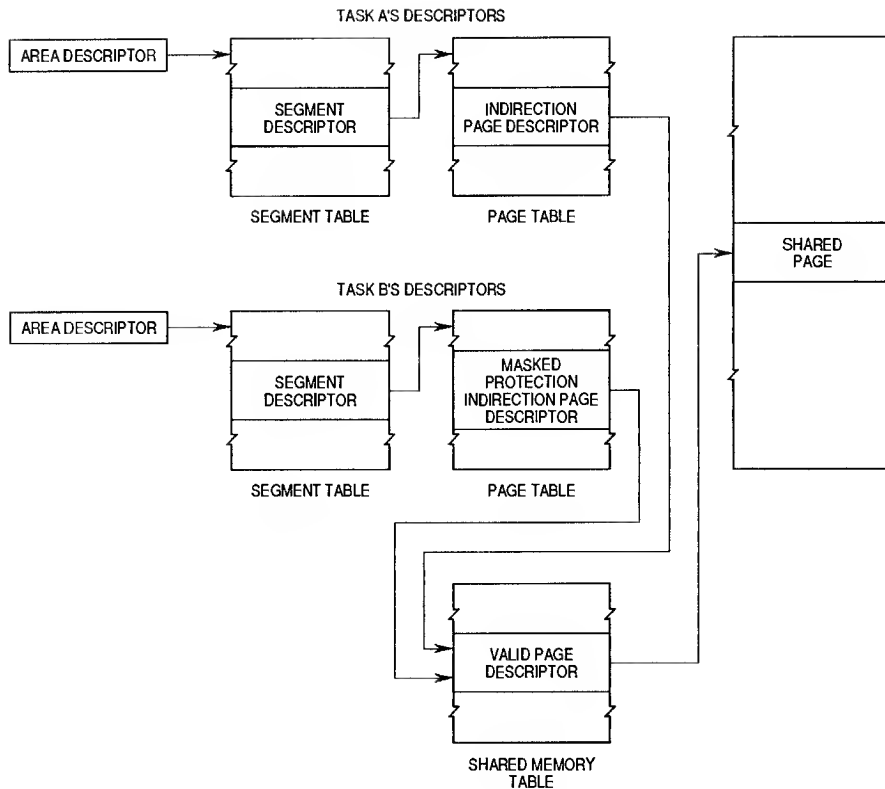 TASK A'S DESCRIPTORS
AREA DESCRIPTOR
SEGMENT
DESCRIPTOR
INDIRECTION
PAGE DESCRIPTOR
SEGMENT TABLE
PAGE TABLE
SHARED
PAGE
TASK B'S DESCRIPTORS
AREA DESCRIPTOR
SEGMENT
DESCRIPTOR
MASKED
PROTECTION
INDIRECTION PAGE
DESCRIPTOR
SEGMENT TABLE
PAGE TABLE
VALID PAGE
DESCRIPTOR
SHARED MEMORY
TABLE